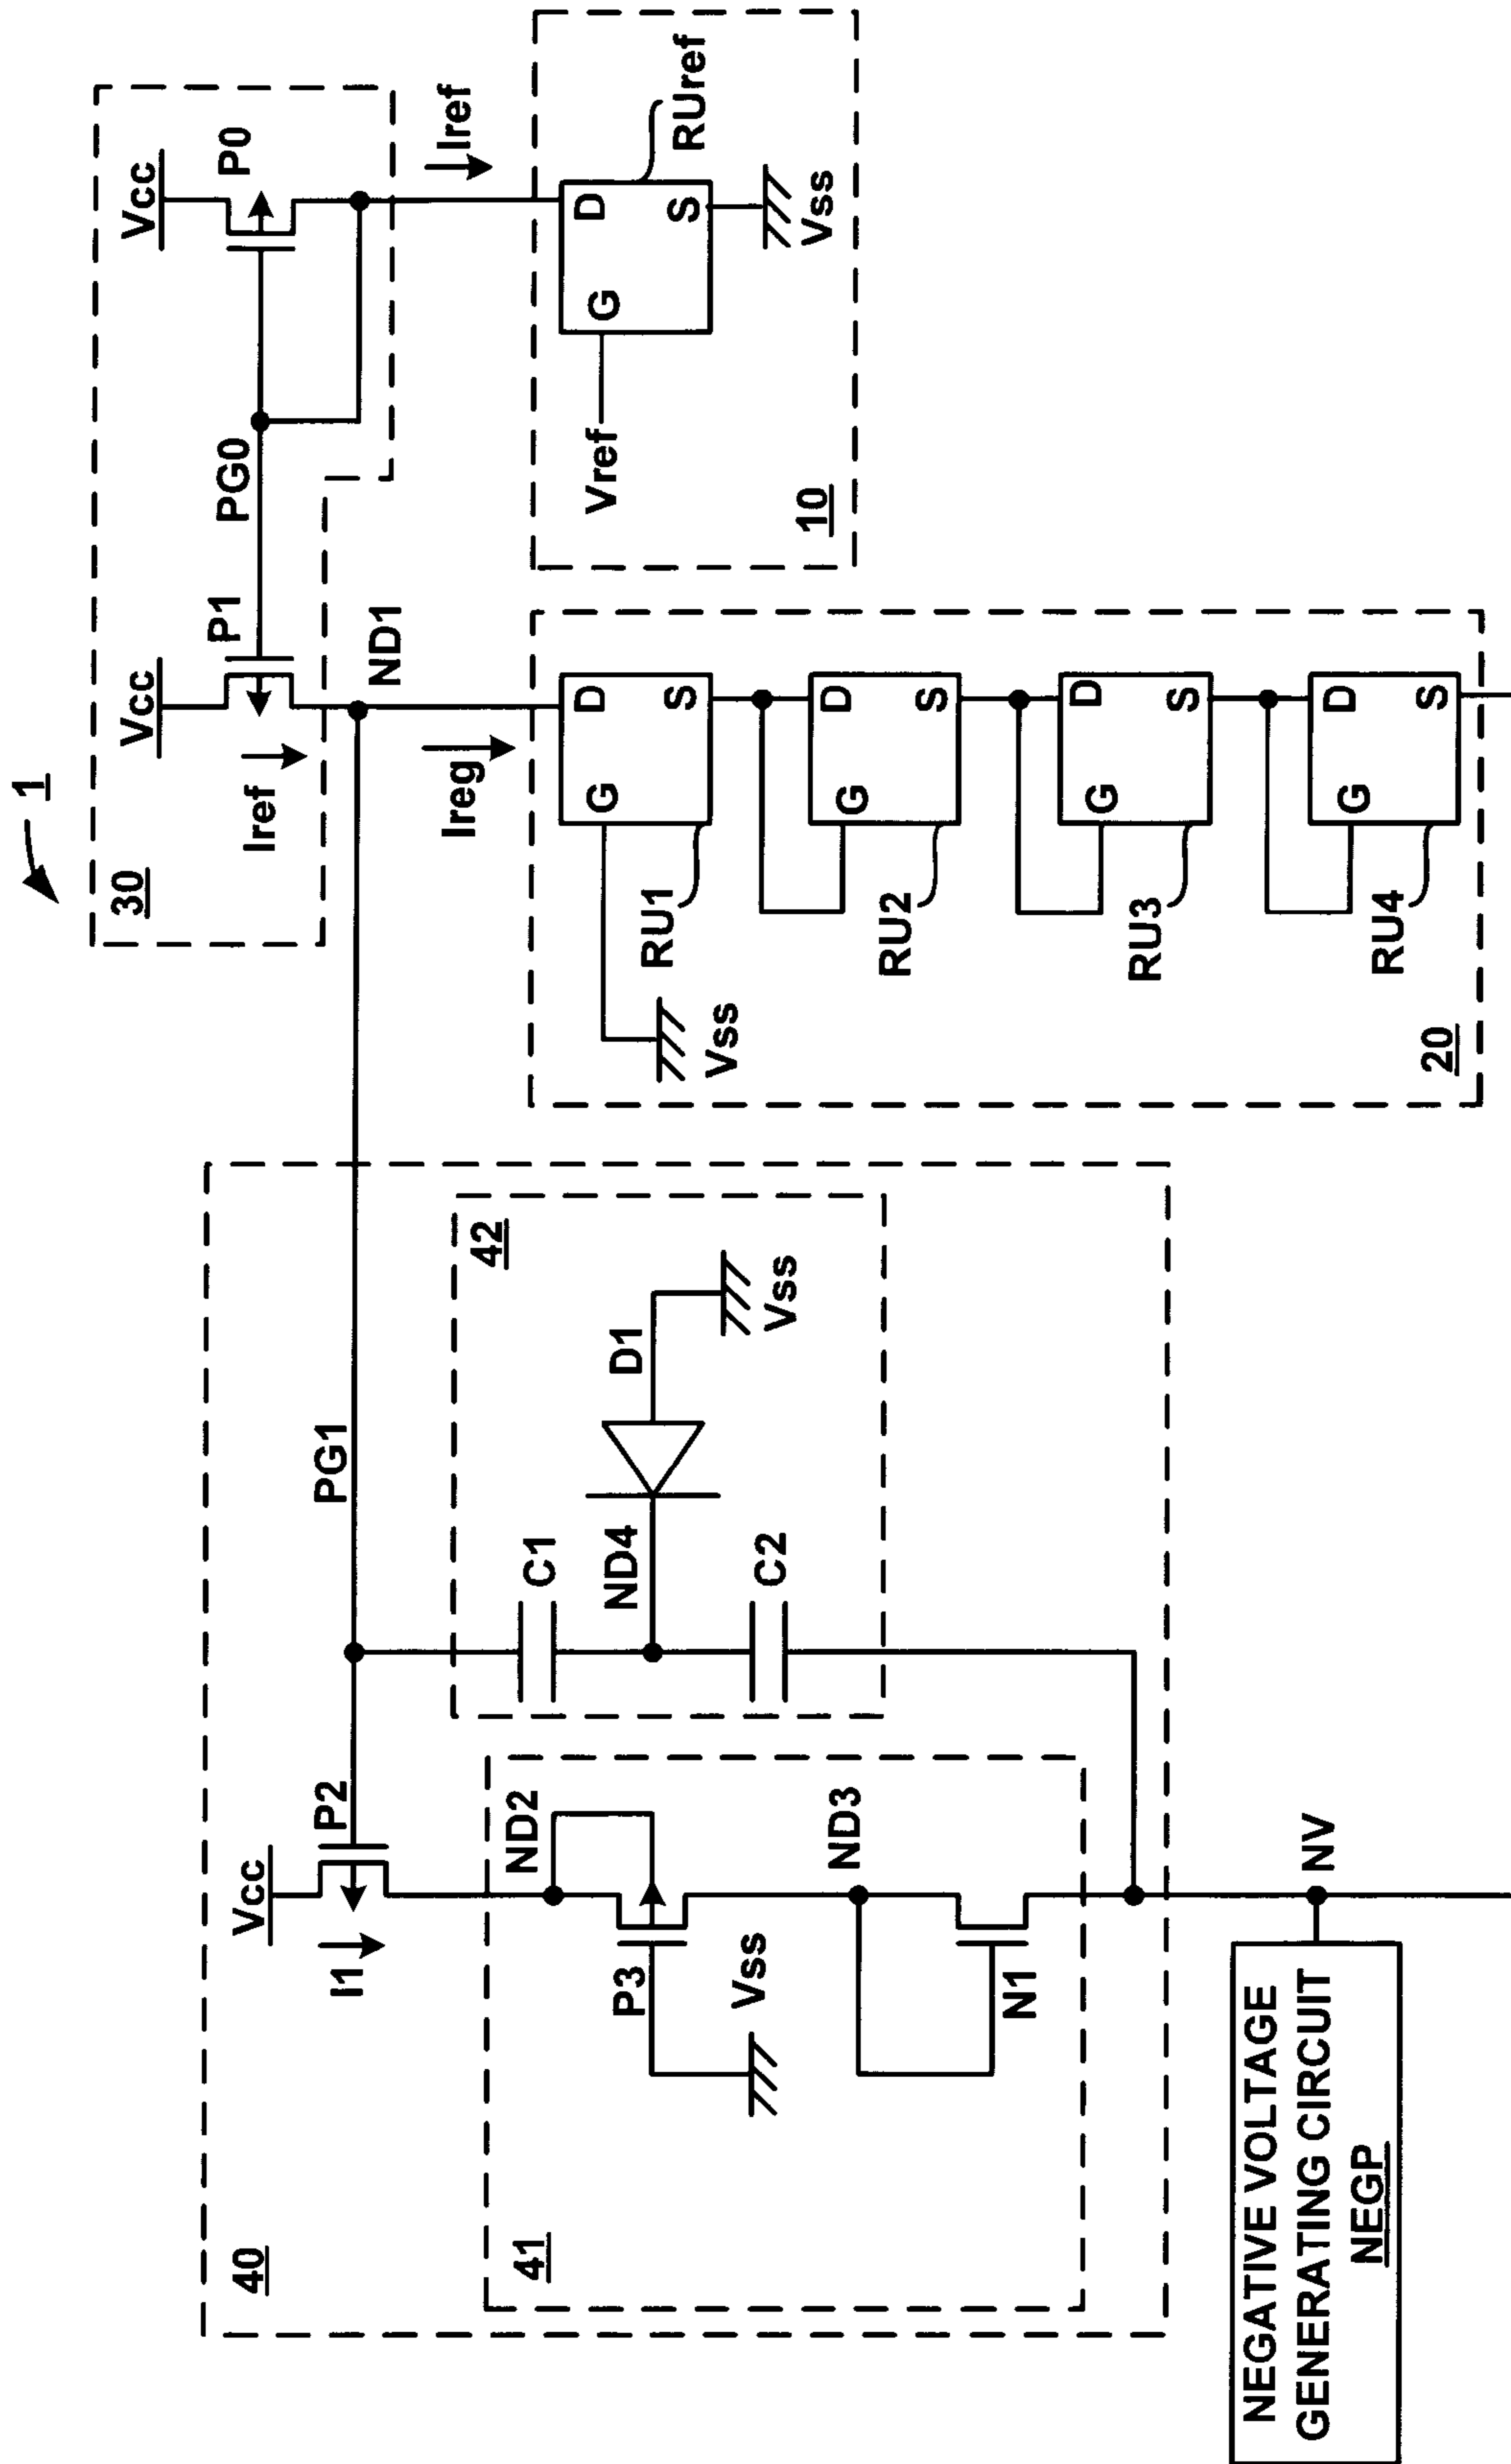 1
30
Vcc
P1
PG0
Vcc
P0
Iref
ND1
Iref
Ireg
D
G
S
RU1
Vss
D
G
S
RU2
D
G
S
RU3
D
G
S
RU4
20
D
G
S
RUref
Vref
Vss
10
40
Vcc
P2
PG1
I1
42
C1
D1
ND4
C2
Vss
41
ND2
P3
Vss
ND3
N1
NV
NEGATIVE VOLTAGE
GENERATING CIRCUIT
NEGP